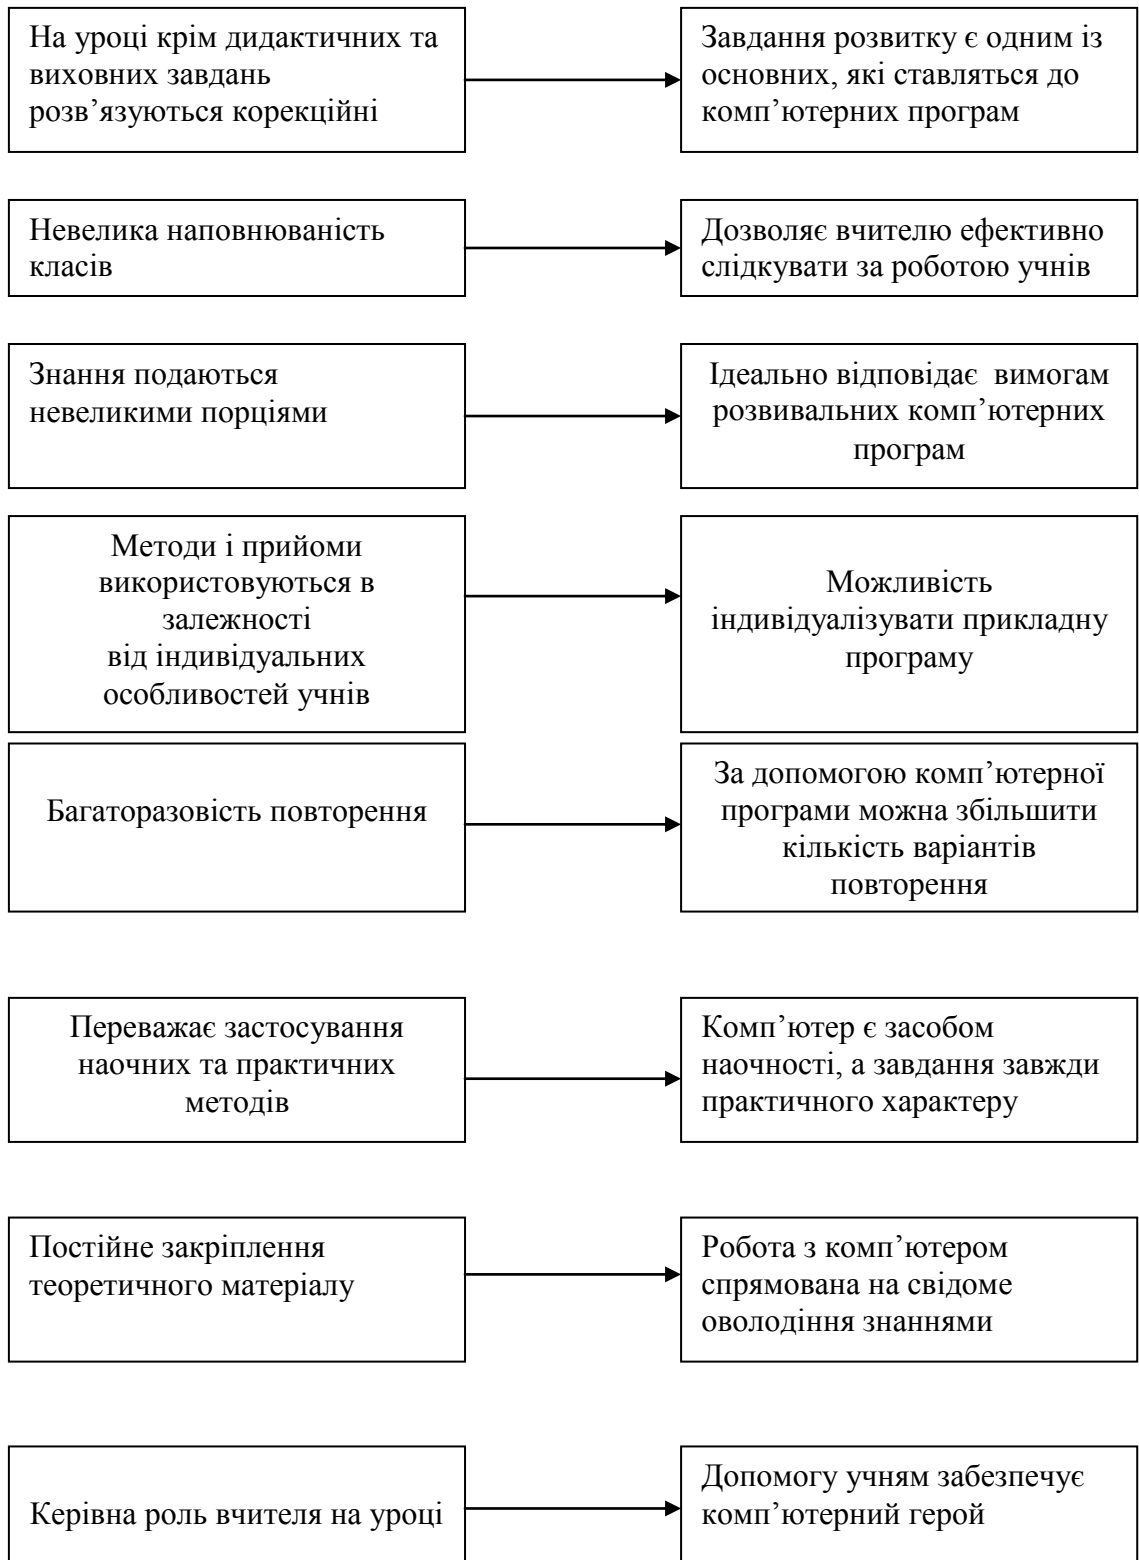 На уроці крім дидактичних та
виховних завдань
розв’язуються корекційні
Завдання розвитку є одним із
основних, які ставляться до
комп’ютерних програм
Невелика наповнюваність
класів
Дозволяє вчителю ефективно
слідкувати за роботою учнів
Знання подаються
невеликими порціями
Ідеально відповідає  вимогам
розвивальних комп’ютерних
програм
Методи і прийоми
використовуються в
залежності
від індивідуальних
особливостей учнів
Можливість
індивідуалізувати прикладну
програму
Багаторазовість повторення
За допомогою комп’ютерної
програми можна збільшити
кількість варіантів
повторення
Переважає застосування
наочних та практичних
методів
Комп’ютер є засобом
наочності, а завдання завжди
практичного характеру
Постійне закріплення
теоретичного матеріалу
Робота з комп’ютером
спрямована на свідоме
оволодіння знаннями
Керівна роль вчителя на уроці
Допомогу учням забезпечує
комп’ютерний герой